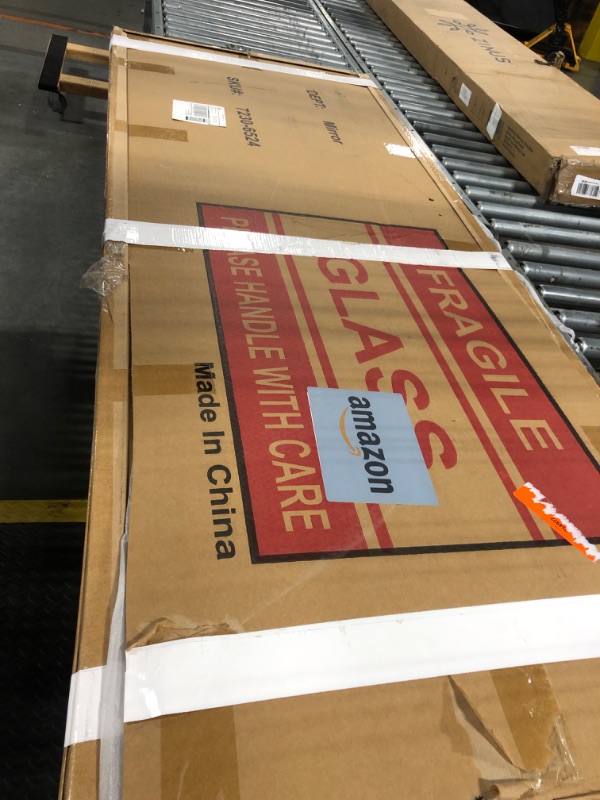 DEPT: Mirror
SKU#: 7230-6524
FRAGILE
GLASS
PLEASE HANDLE WITH CARE
amazon
Made In China